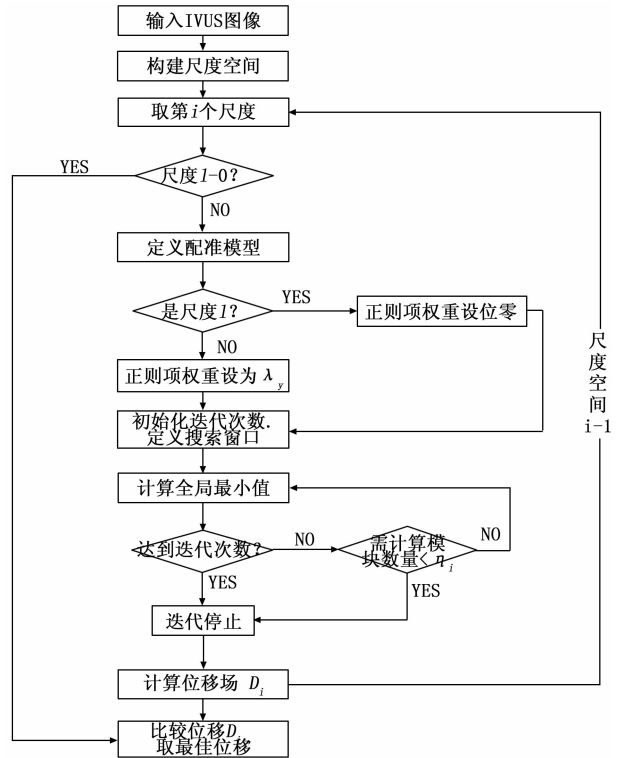 输入IVUS图像
构建尺度空间
取第i个尺度
YES
尺度l-0?
NO
定义配准模型
是尺度l?
YES
正则项权重设位零
NO
正则项权重设为λy
初始化迭代次数.
定义搜索窗口
尺
度
空
间
i-1
计算全局最小值
达到迭代次数?
NO
需计算模
块数量<ηi
NO
YES
YES
迭代停止
计算位移场 Di
比较位移Di
取最佳位移